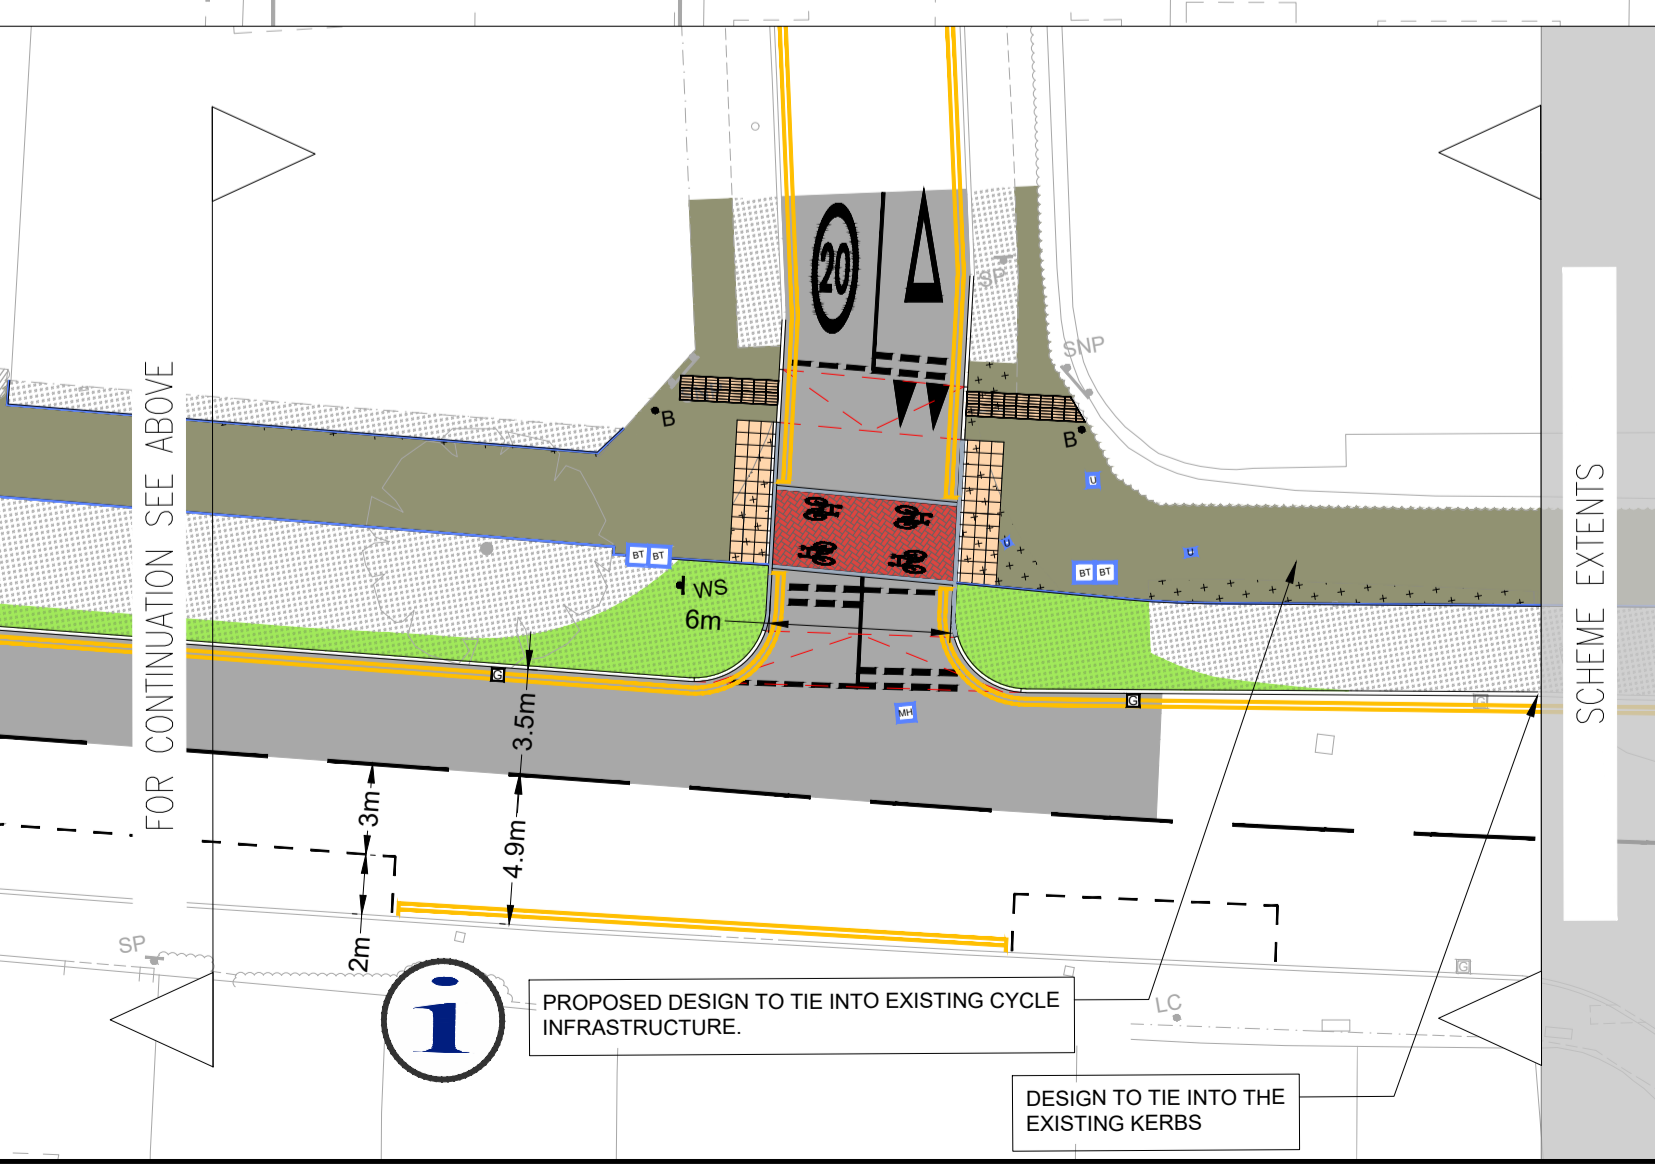 20
SP
SNP
B
B
U
U
U
BT BT
BT BT
WS
6m
G
G
G
MH
3.5m
3m
4.9m
2m
SP
G
LC
i
PROPOSED DESIGN TO TIE INTO EXISTING CYCLE
INFRASTRUCTURE.
DESIGN TO TIE INTO THE
EXISTING KERBS
FOR CONTINUATION SEE ABOVE
SCHEME EXTENTS